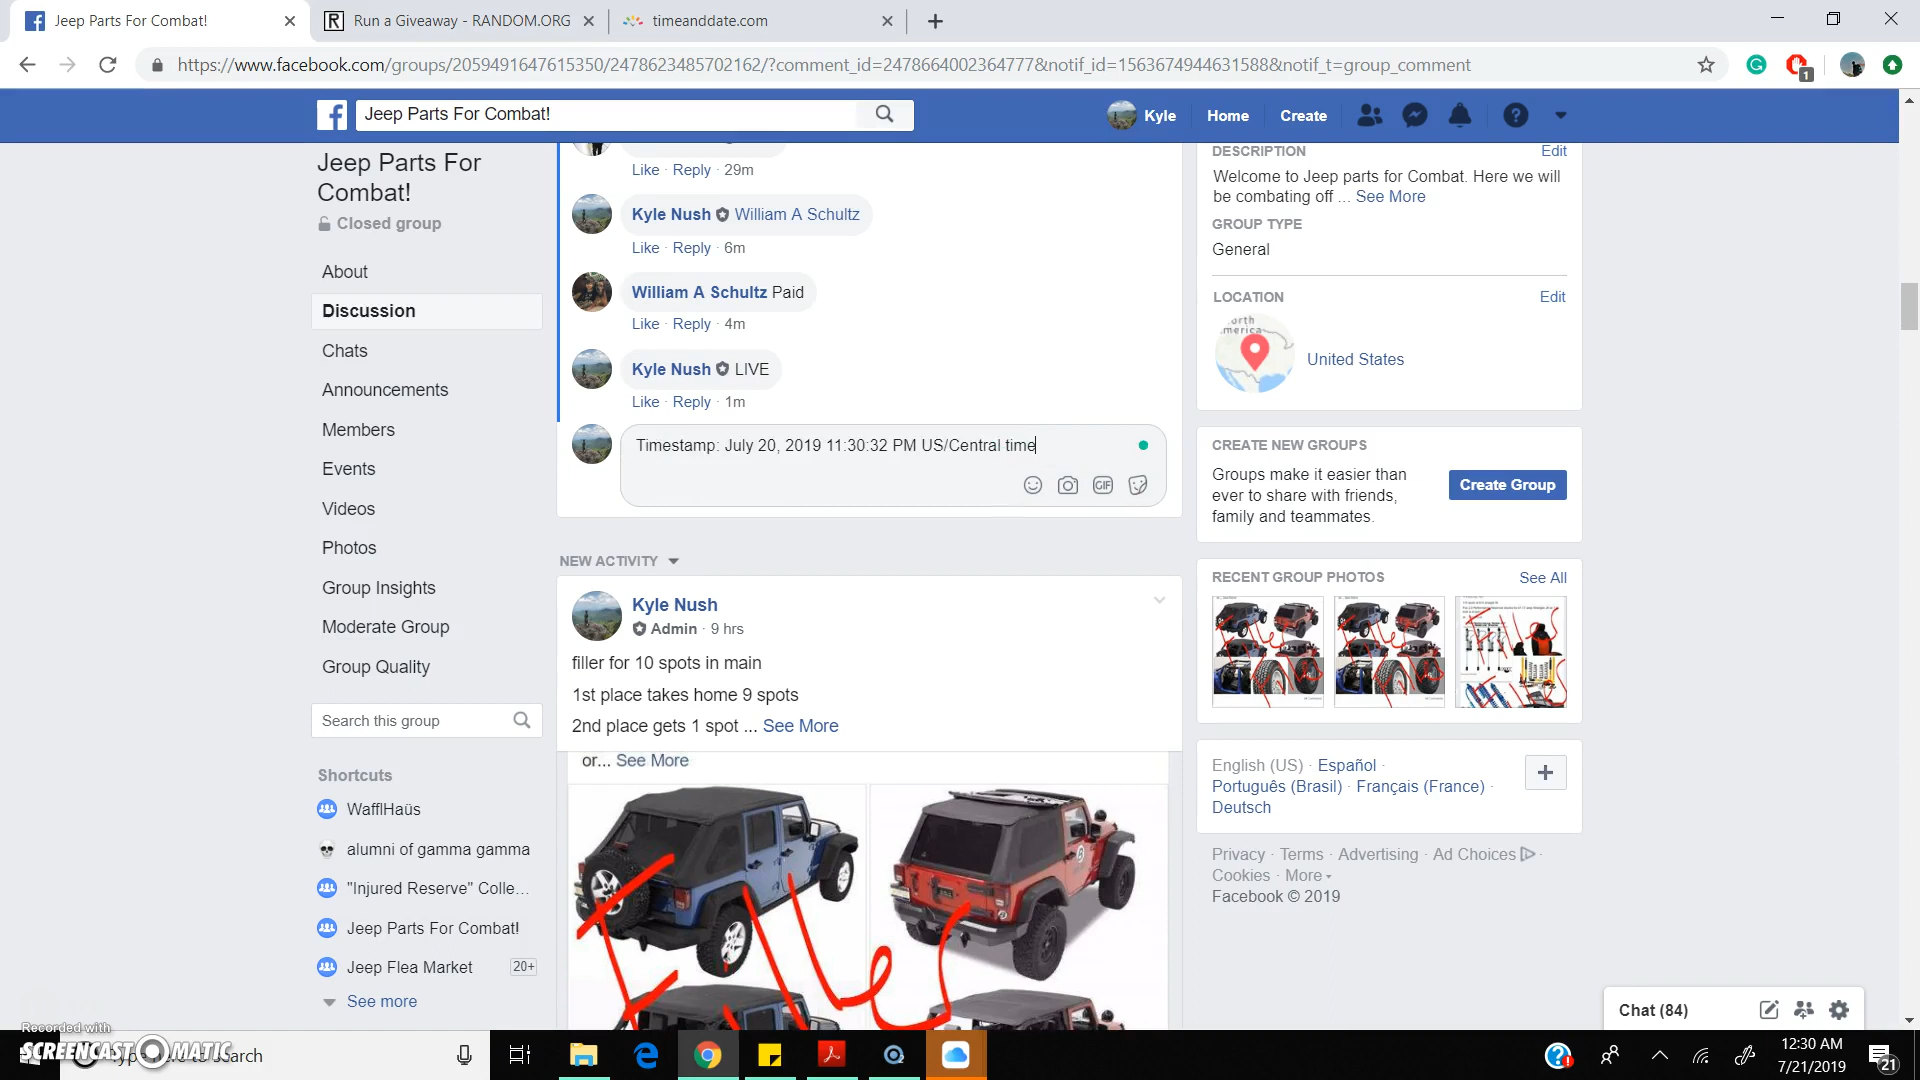 Jeep Parts For Combat!
Run a Giveaway - RANDOM.ORG
timeanddate.com
https://www.facebook.com/groups/2059491647615350/2478623485702162/?comment_id=2478664002364777&notif_id=1563674944631588&notif_t=group_comment
1
Jeep Parts For Combat!
Kyle
Home
Create
Jeep Parts For
Combat!
Closed group
About
Discussion
Chats
Announcements
Members
Events
Videos
Photos
Group Insights
Moderate Group
Group Quality
Search this group
Shortcuts
WafflHaüs
alumni of gamma gamma
"Injured Reserve" Colle...
Jeep Parts For Combat!
Jeep Flea Market 20+
See more
Like · Reply · 29m
Kyle Nush William A Schultz
Like · Reply · 6m
William A Schultz Paid
Like · Reply · 4m
Kyle Nush LIVE
Like · Reply · 1m
Timestamp: July 20, 2019 11:30:32 PM US/Central time
GIF
NEW ACTIVITY
Kyle Nush
Admin · 9 hrs
filler for 10 spots in main
1st place takes home 9 spots
2nd place gets 1 spot ... See More
or... See More
DESCRIPTION Edit
Welcome to Jeep parts for Combat. Here we will
be combating off ... See More
GROUP TYPE
General
LOCATION Edit
United States
CREATE NEW GROUPS
Groups make it easier than
ever to share with friends,
family and teammates.
Create Group
RECENT GROUP PHOTOS See All
English (US) · Español ·
Português (Brasil) · Français (France) ·
Deutsch
Privacy · Terms · Advertising · Ad Choices ·
Cookies · More
Facebook © 2019
Chat (84)
Recorded with
SCREENCAST-O-MATIC
12:30 AM
7/21/2019
21